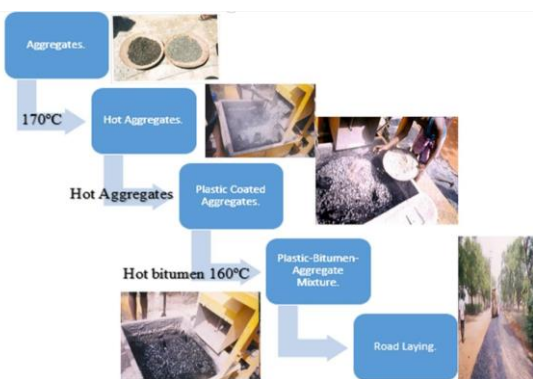 Aggregates.
170°C
Hot Aggregates.
Hot Aggregates
Plastic Coated
Aggregates.
Hot bitumen 160°C
Plastic-Bitumen-
Aggregate
Mixture.
Road Laying.